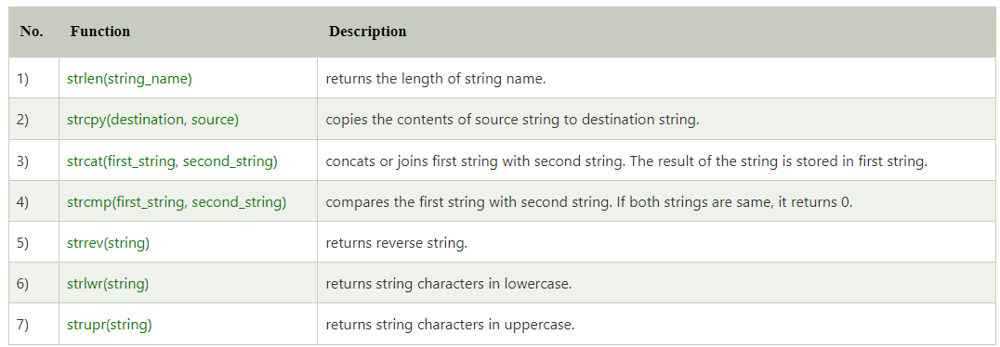 No. Function Description
1) strlen(string_name) returns the length of string name.
2) strcpy(destination, source) copies the contents of source string to destination string.
3) strcat(first_string, second_string) concats or joins first string with second string. The result of the string is stored in first string.
4) strcmp(first_string, second_string) compares the first string with second string. If both strings are same, it returns 0.
5) strrev(string) returns reverse string.
6) strlwr(string) returns string characters in lowercase.
7) strupr(string) returns string characters in uppercase.